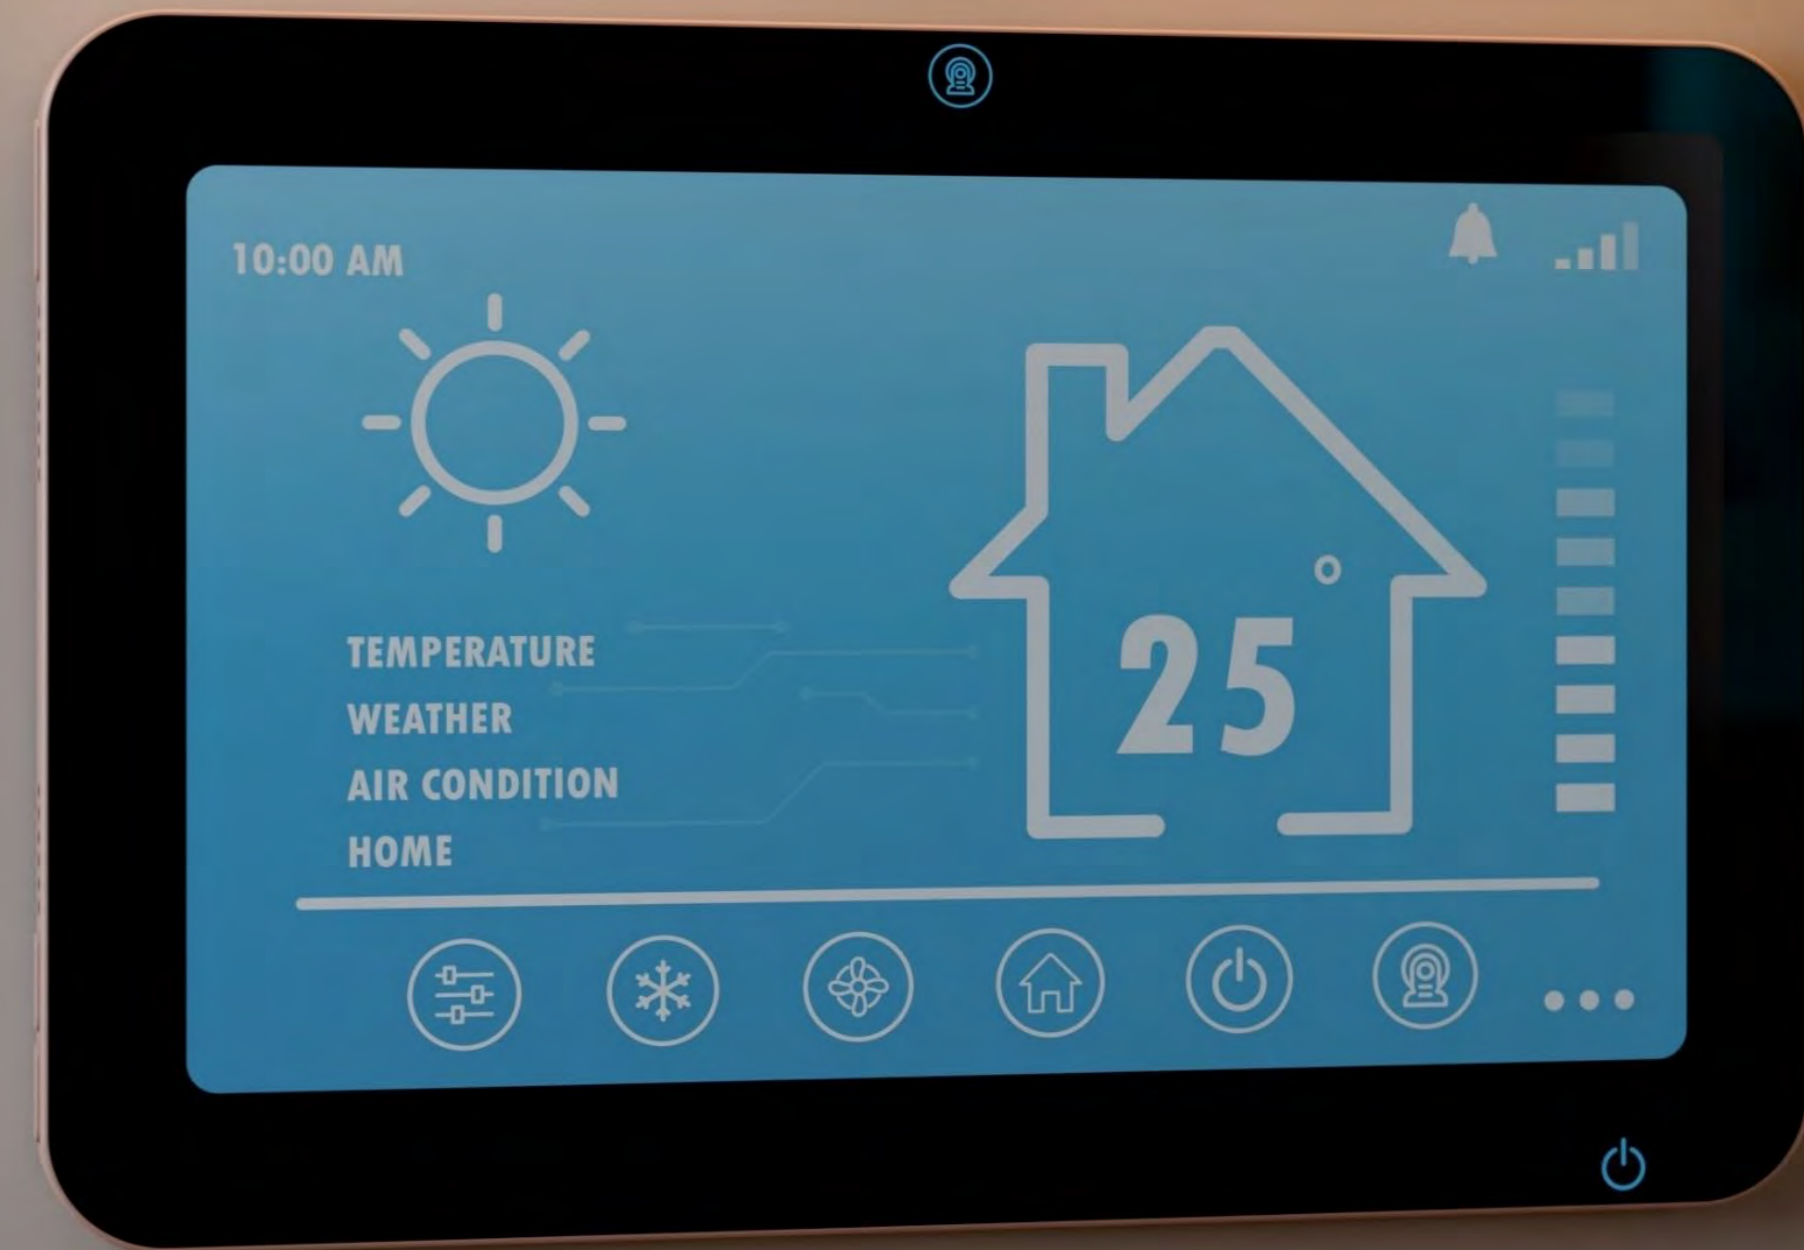 10:00 AM
TEMPERATURE
WEATHER
AIR CONDITION
HOME
25°